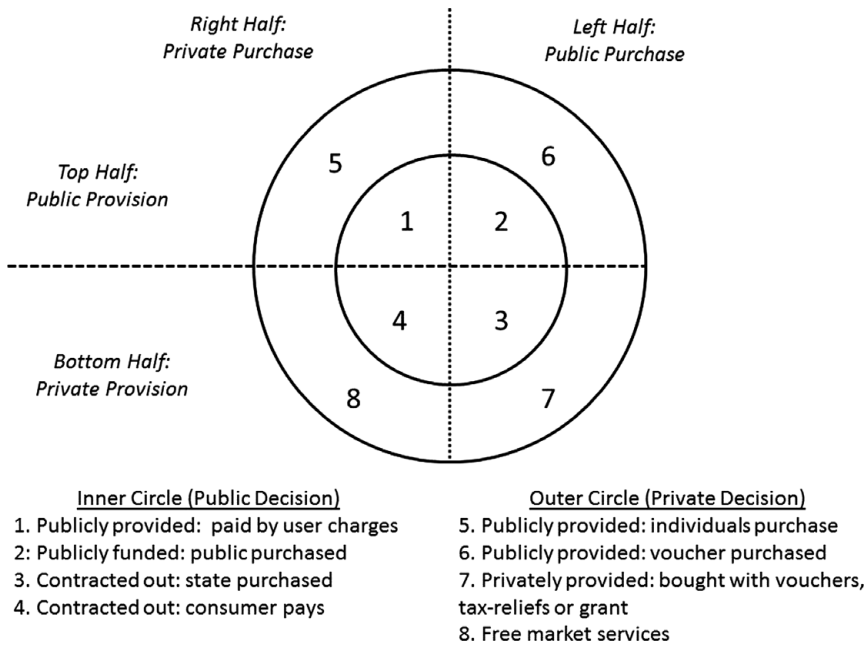 Right Half:
Private Purchase
Left Half:
Public Purchase
Top Half:
Public Provision
5
6
1
2
4
3
Bottom Half:
Private Provision
8
7
Inner Circle (Public Decision)
1. Publicly provided:  paid by user charges
2: Publicly funded: public purchased
3. Contracted out: state purchased
4. Contracted out: consumer pays
Outer Circle (Private Decision)
5. Publicly provided: individuals purchase
6. Publicly provided: voucher purchased
7. Privately provided: bought with vouchers,
tax-reliefs or grant
8. Free market services